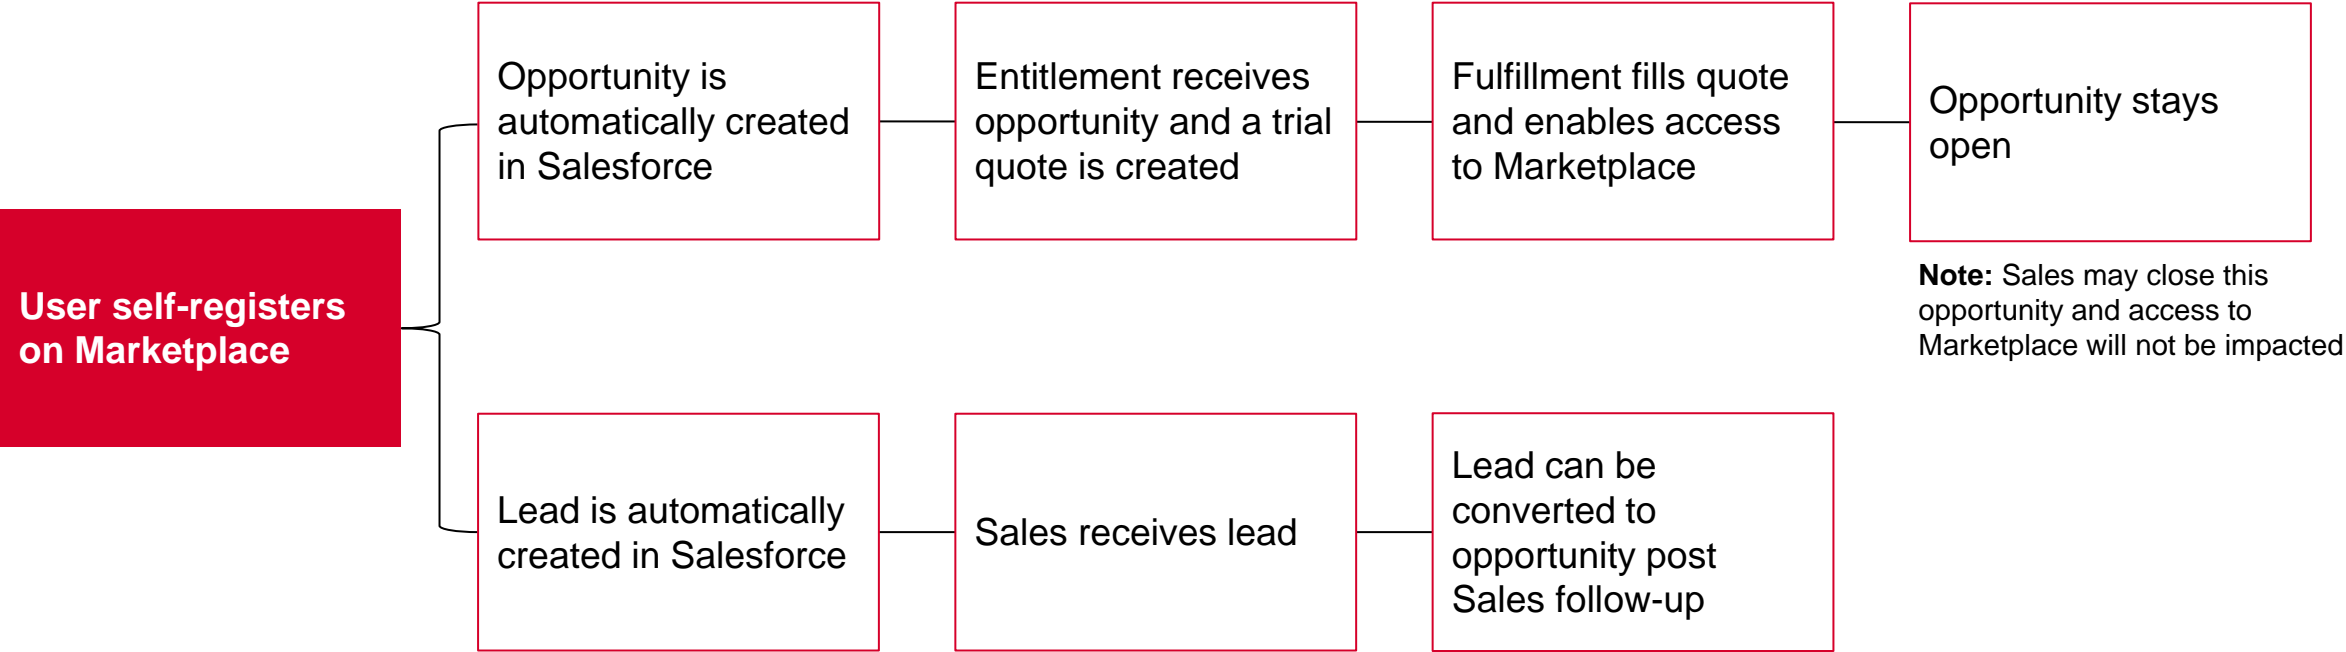 Opportunity is
automatically created
in Salesforce
Entitlement receives
opportunity and a trial
quote is created
Fulfillment fills quote
and enables access
to Marketplace
Opportunity stays
open
Note: Sales may close this
opportunity and access to
Marketplace will not be impacted
User self-registers
on Marketplace
Lead is automatically
created in Salesforce
Sales receives lead
Lead can be
converted to
opportunity post
Sales follow-up